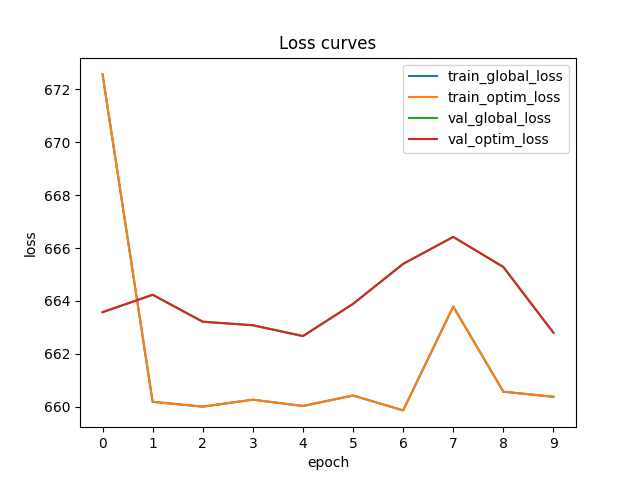 Loss curves
train_global_loss
train_optim_loss
val_global_loss
val_optim_loss
672
670
668
666
664
662
660
loss
0 1 2 3 4 5 6 7 8 9
epoch